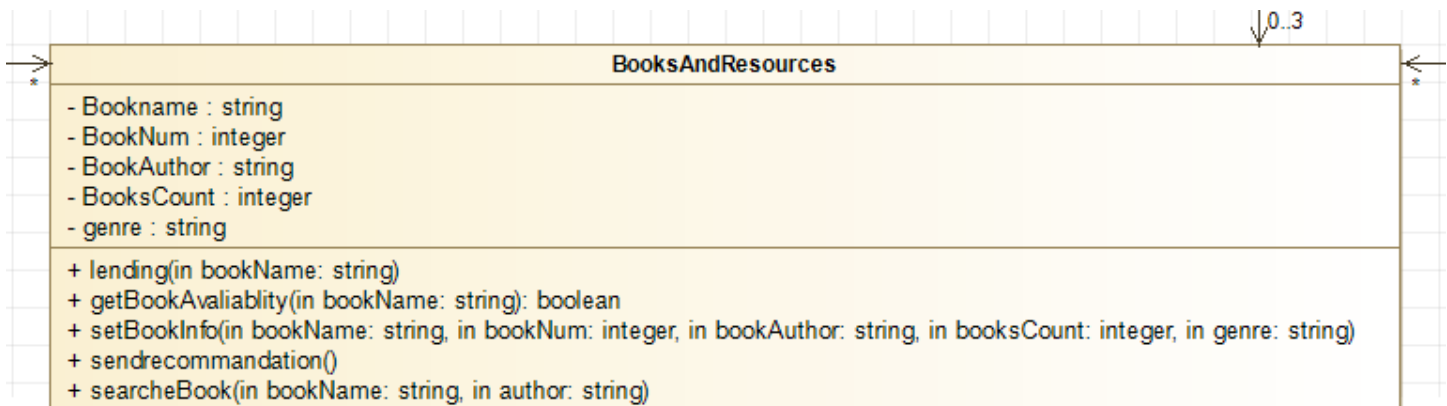 0..3
BooksAndResources
*
*
- Bookname : string
- BookNum : integer
- BookAuthor : string
- BooksCount : integer
- genre : string
+ lending(in bookName: string)
+ getBookAvaliablity(in bookName: string): boolean
+ setBookInfo(in bookName: string, in bookNum: integer, in bookAuthor: string, in booksCount: integer, in genre: string)
+ sendrecommandation()
+ searcheBook(in bookName: string, in author: string)